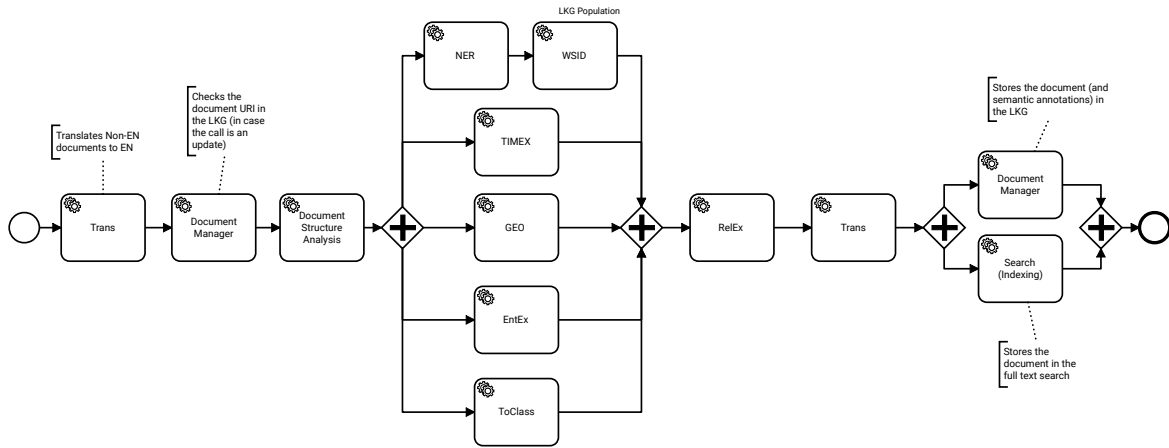 LKG Population
NER
WSID
Checks the
document URI in
the LKG (in case
the call is an
update)
Translates Non-EN
documents to EN
TIMEX
Stores the document (and
semantic annotations) in
the LKG
Trans
Document
Manager
Document
Structure
Analysis
GEO
RelEx
Trans
Document
Manager
Search
(Indexing)
EntEx
Stores the
document in the
full text search
ToClass